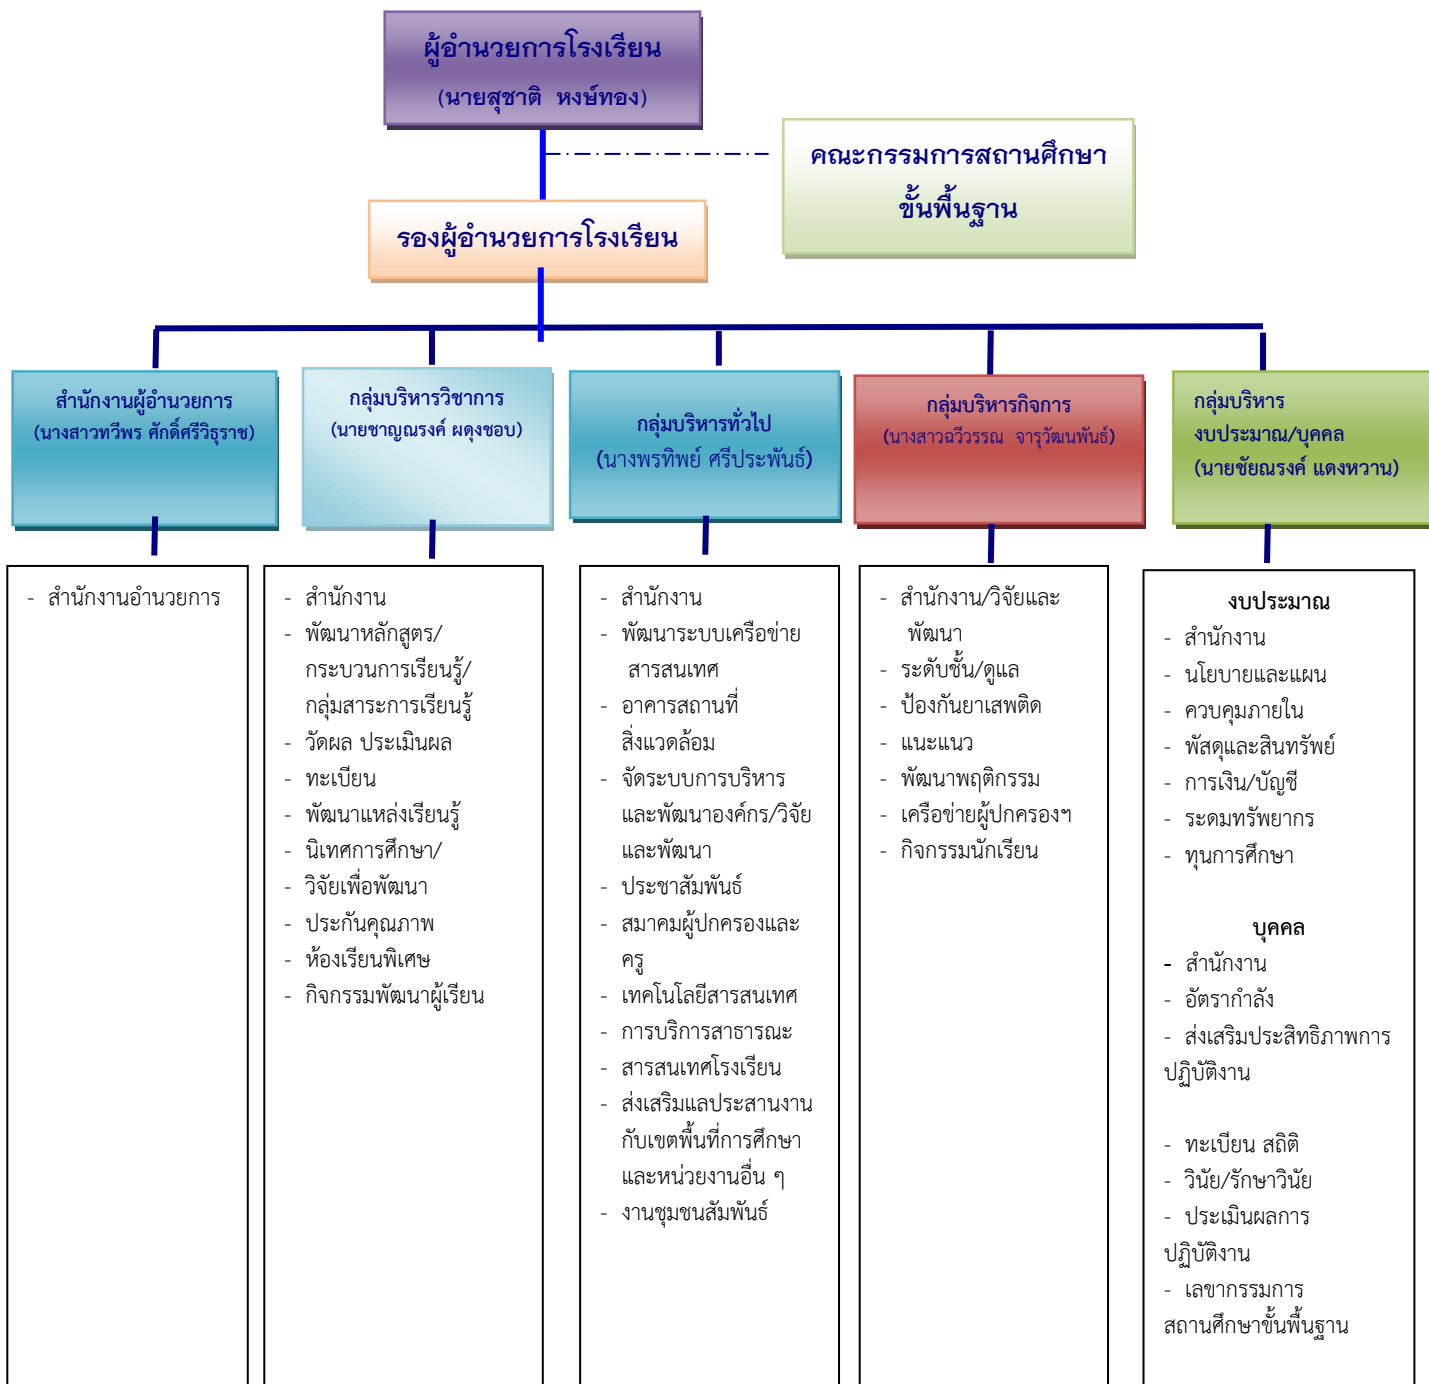 ผู้อำนวยการโรงเรียน
(นายสุชาติ หงษ์ทอง)
คณะกรรมการสถานศึกษา
ขั้นพื้นฐาน
รองผู้อำนวยการโรงเรียน
สำนักงานผู้อำนวยการ
(นางสาวทวีพร ศักดิ์ศรีวิธุราช)
กลุ่มบริหารวิชาการ
(นายชาญณรงค์ ผดุงชอบ)
กลุ่มบริหารทั่วไป
(นางพรทิพย์ ศรีประพันธ์)
กลุ่มบริหารกิจการ
(นางสาวฉวีวรรณ จารุวัฒนพันธ์)
กลุ่มบริหาร
งบประมาณ/บุคคล
(นายชัยณรงค์ แดงหวาน)
- สำนักงานอำนวยการ
- สำนักงาน
- พัฒนาหลักสูตร/
กระบวนการเรียนรู้/
กลุ่มสาระการเรียนรู้
- วัดผล ประเมินผล
- ทะเบียน
- พัฒนาแหล่งเรียนรู้
- นิเทศการศึกษา/
- วิจัยเพื่อพัฒนา
- ประกันคุณภาพ
- ห้องเรียนพิเศษ
- กิจกรรมพัฒนาผู้เรียน
- สำนักงาน
- พัฒนาระบบเครือข่าย
สารสนเทศ
- อาคารสถานที่
สิ่งแวดล้อม
- จัดระบบการบริหาร
และพัฒนาองค์กร/วิจัย
และพัฒนา
- ประชาสัมพันธ์
- สมาคมผู้ปกครองและ
ครู
- เทคโนโลยีสารสนเทศ
- การบริการสาธารณะ
- สารสนเทศโรงเรียน
- ส่งเสริมแลประสานงาน
กับเขตพื้นที่การศึกษา
และหน่วยงานอื่น ๆ
- งานชุมชนสัมพันธ์
- สำนักงาน/วิจัยและ
พัฒนา
- ระดับชั้น/ดูแล
- ป้องกันยาเสพติด
- แนะแนว
- พัฒนาพฤติกรรม
- เครือข่ายผู้ปกครองฯ
- กิจกรรมนักเรียน
งบประมาณ
- สำนักงาน
- นโยบายและแผน
- ควบคุมภายใน
- พัสดุและสินทรัพย์
- การเงิน/บัญชี
- ระดมทรัพยากร
- ทุนการศึกษา
บุคคล
- สำนักงาน
- อัตรากำลัง
- ส่งเสริมประสิทธิภาพการ
ปฏิบัติงาน
- ทะเบียน สถิติ
- วินัย/รักษาวินัย
- ประเมินผลการ
ปฏิบัติงาน
- เลขากรรมการ
สถานศึกษาขั้นพื้นฐาน